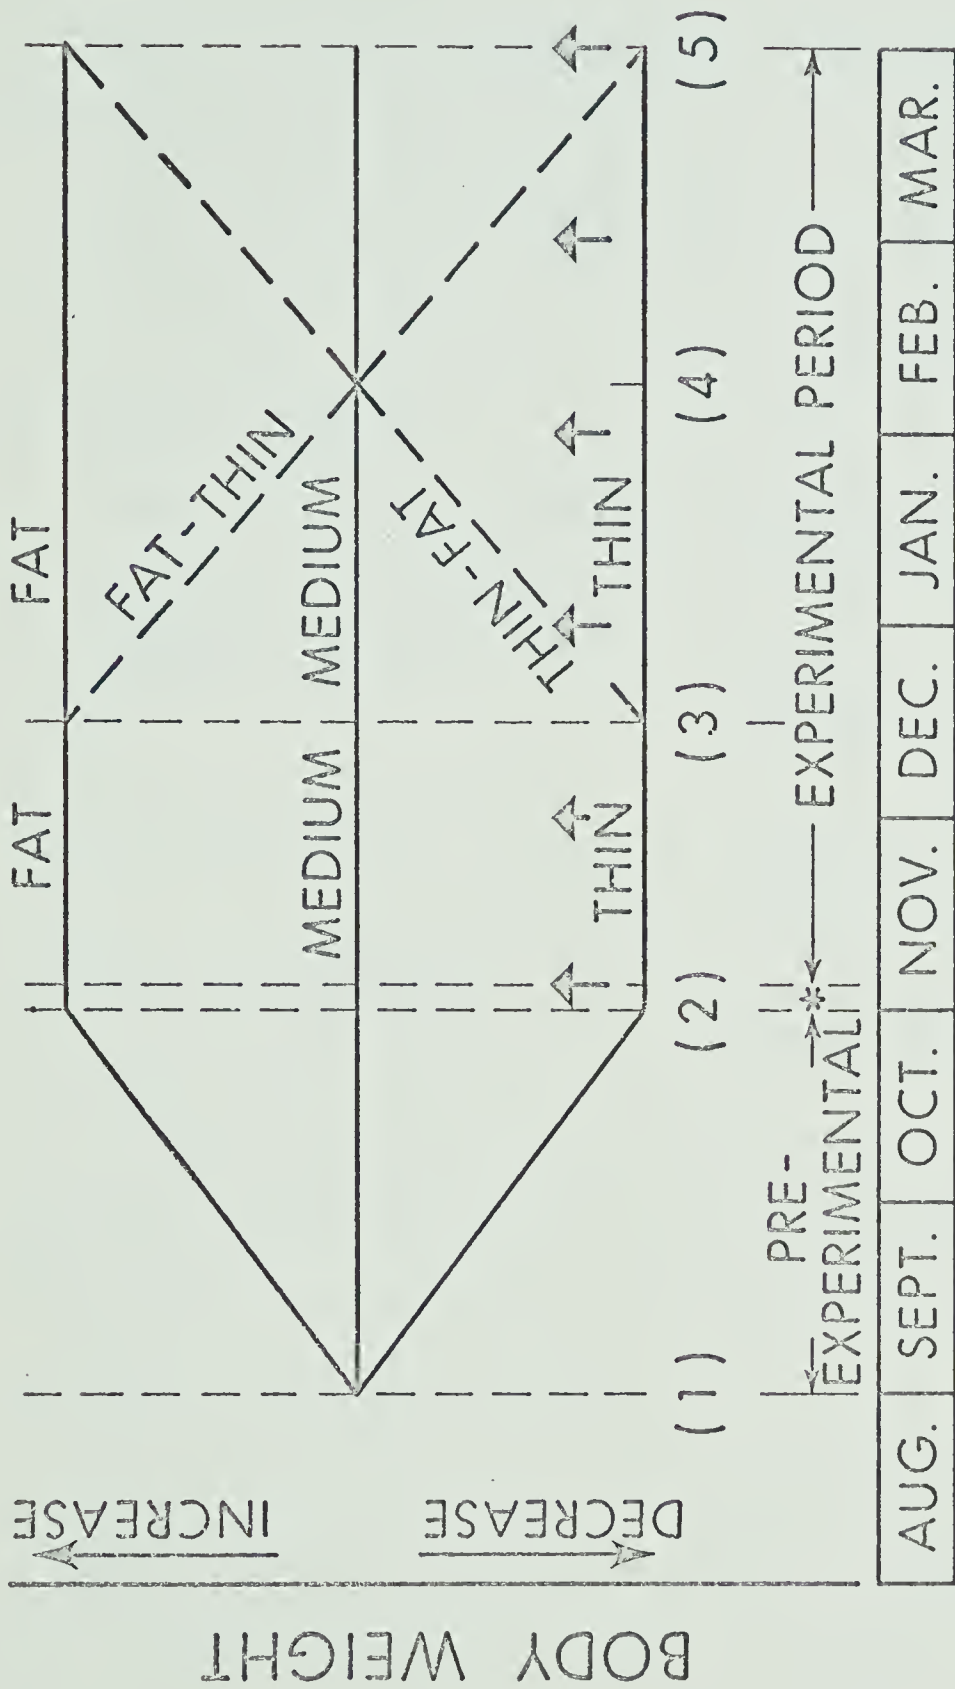 BODY WEIGHT
INCREASE
DECREASE
FAT
FAT
FAT-THIN
MEDIUM
MEDIUM
THIN-FAT
THIN
THIN
(1)
(2)
(3)
(4)
(5)
PRE-
EXPERIMENTAL
*
EXPERIMENTAL PERIOD
AUG. SEPT. OCT. NOV. DEC. JAN. FEB. MAR.